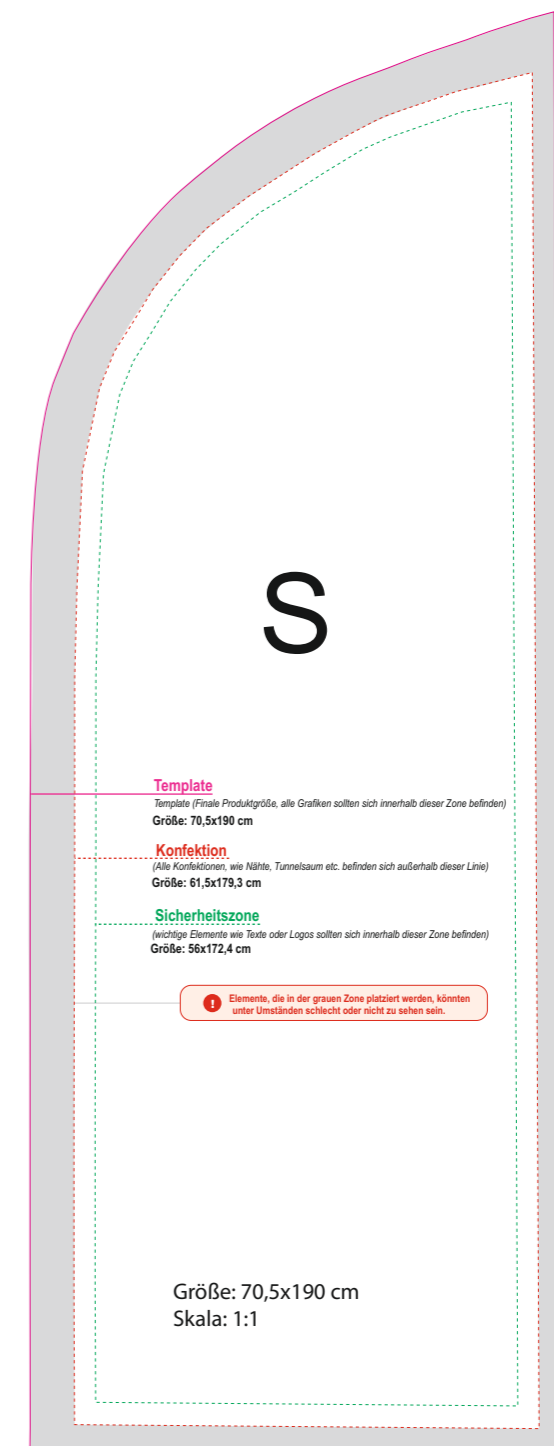 S
Template
Template (Finale Produktgröße, alle Grafiken sollten sich innerhalb dieser Zone befinden)
Größe: 70,5x190 cm
Konfektion
(Alle Konfektionen, wie Nähte, Tunnelsaum etc. befinden sich außerhalb dieser Linie)
Größe: 61,5x179,3 cm
Sicherheitszone
(wichtige Elemente wie Texte oder Logos sollten sich innerhalb dieser Zone befinden)
Größe: 56x172,4 cm
! Elemente, die in der grauen Zone platziert werden, könnten
unter Umständen schlecht oder nicht zu sehen sein.
Größe: 70,5x190 cm
Skala: 1:1